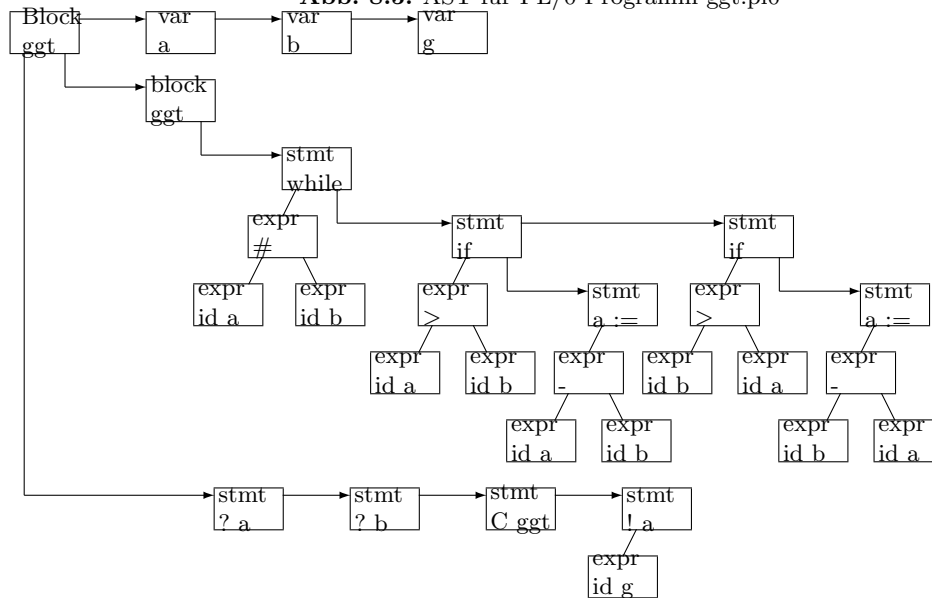 Abb. 8.3. AST für PL/0-Programm ggt.pl0
Block
ggt
var
a
var
b
var
g
block
ggt
stmt
while
expr
#
stmt
if
stmt
if
expr
id a
expr
id b
expr
>
stmt
a :=
expr
>
stmt
a :=
expr
id a
expr
id b
expr
-
expr
id b
expr
id a
expr
-
expr
id a
expr
id b
expr
id b
expr
id a
stmt
? a
stmt
? b
stmt
C ggt
stmt
! a
expr
id g